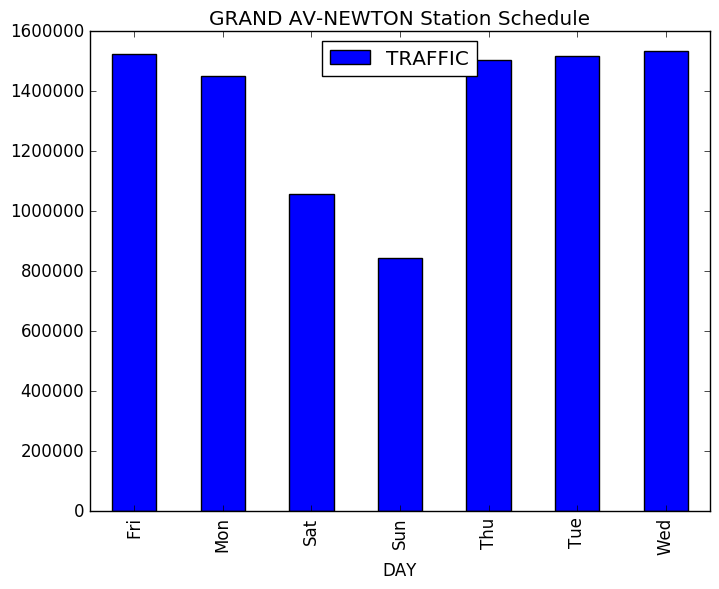 GRAND AV-NEWTON Station Schedule
TRAFFIC
1600000
1400000
1200000
1000000
800000
600000
400000
200000
0
Fri
Mon
Sat
Sun
Thu
Tue
Wed
DAY